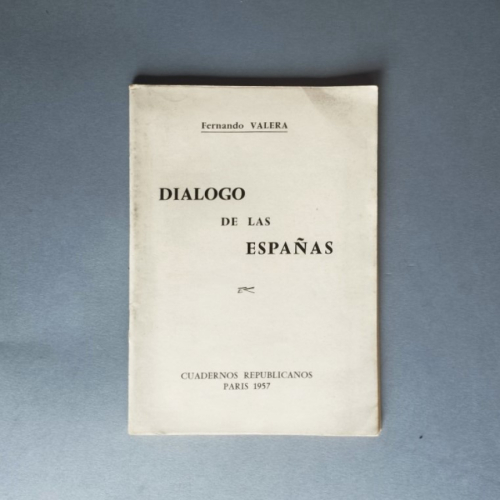 Fernando VALERA
DIALOGO
DE LAS
ESPAÑAS
CUADERNOS REPUBLICANOS
PARIS 1957